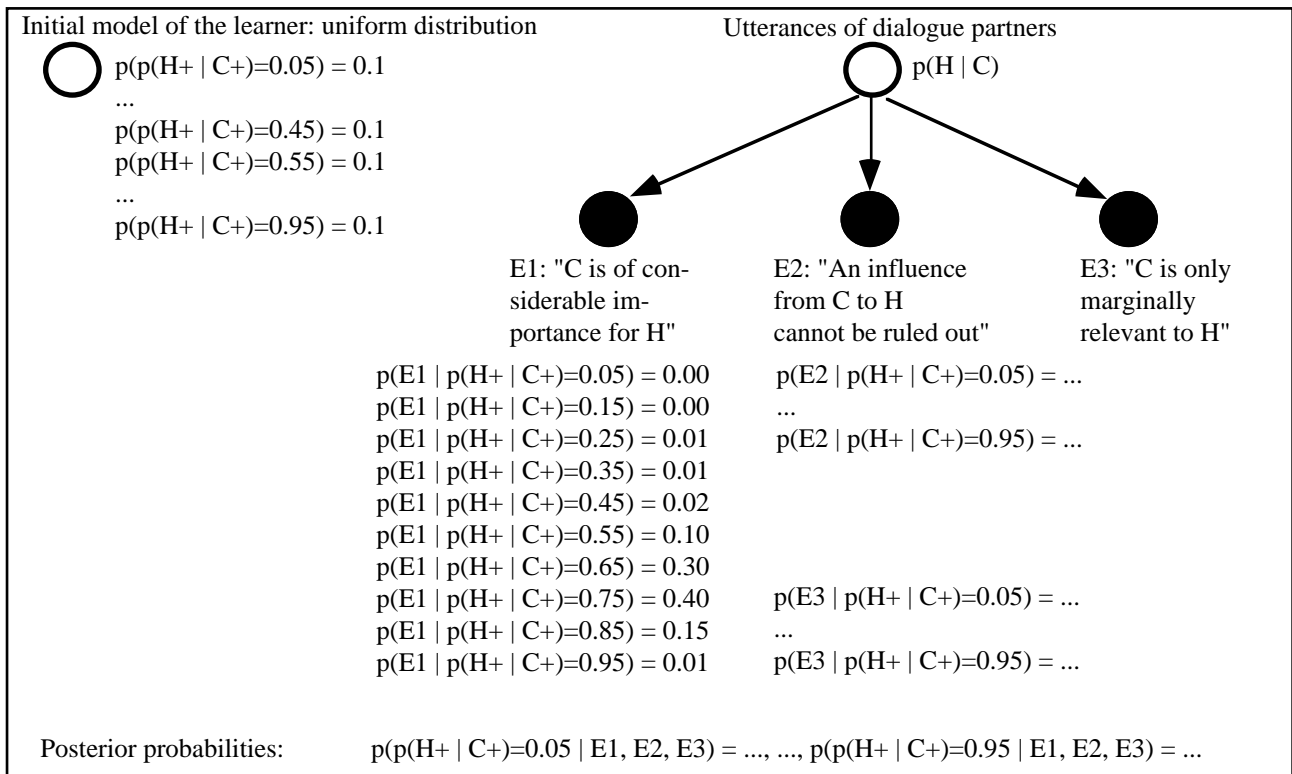 Initial model of the learner: uniform distribution
p(p(H+ | C+)=0.05) = 0.1
...
p(p(H+ | C+)=0.45) = 0.1
p(p(H+ | C+)=0.55) = 0.1
...
p(p(H+ | C+)=0.95) = 0.1
Utterances of dialogue partners
p(H | C)
E1: "C is of con-
siderable im-
portance for H"
E2: "An influence
from C to H
cannot be ruled out"
E3: "C is only
marginally
relevant to H"
p(E1 | p(H+ | C+)=0.05) = 0.00
p(E1 | p(H+ | C+)=0.15) = 0.00
p(E1 | p(H+ | C+)=0.25) = 0.01
p(E1 | p(H+ | C+)=0.35) = 0.01
p(E1 | p(H+ | C+)=0.45) = 0.02
p(E1 | p(H+ | C+)=0.55) = 0.10
p(E1 | p(H+ | C+)=0.65) = 0.30
p(E1 | p(H+ | C+)=0.75) = 0.40
p(E1 | p(H+ | C+)=0.85) = 0.15
p(E1 | p(H+ | C+)=0.95) = 0.01
p(E2 | p(H+ | C+)=0.05) = ...
...
p(E2 | p(H+ | C+)=0.95) = ...
p(E3 | p(H+ | C+)=0.05) = ...
...
p(E3 | p(H+ | C+)=0.95) = ...
Posterior probabilities: p(p(H+ | C+)=0.05 | E1, E2, E3) = ..., ..., p(p(H+ | C+)=0.95 | E1, E2, E3) = ...